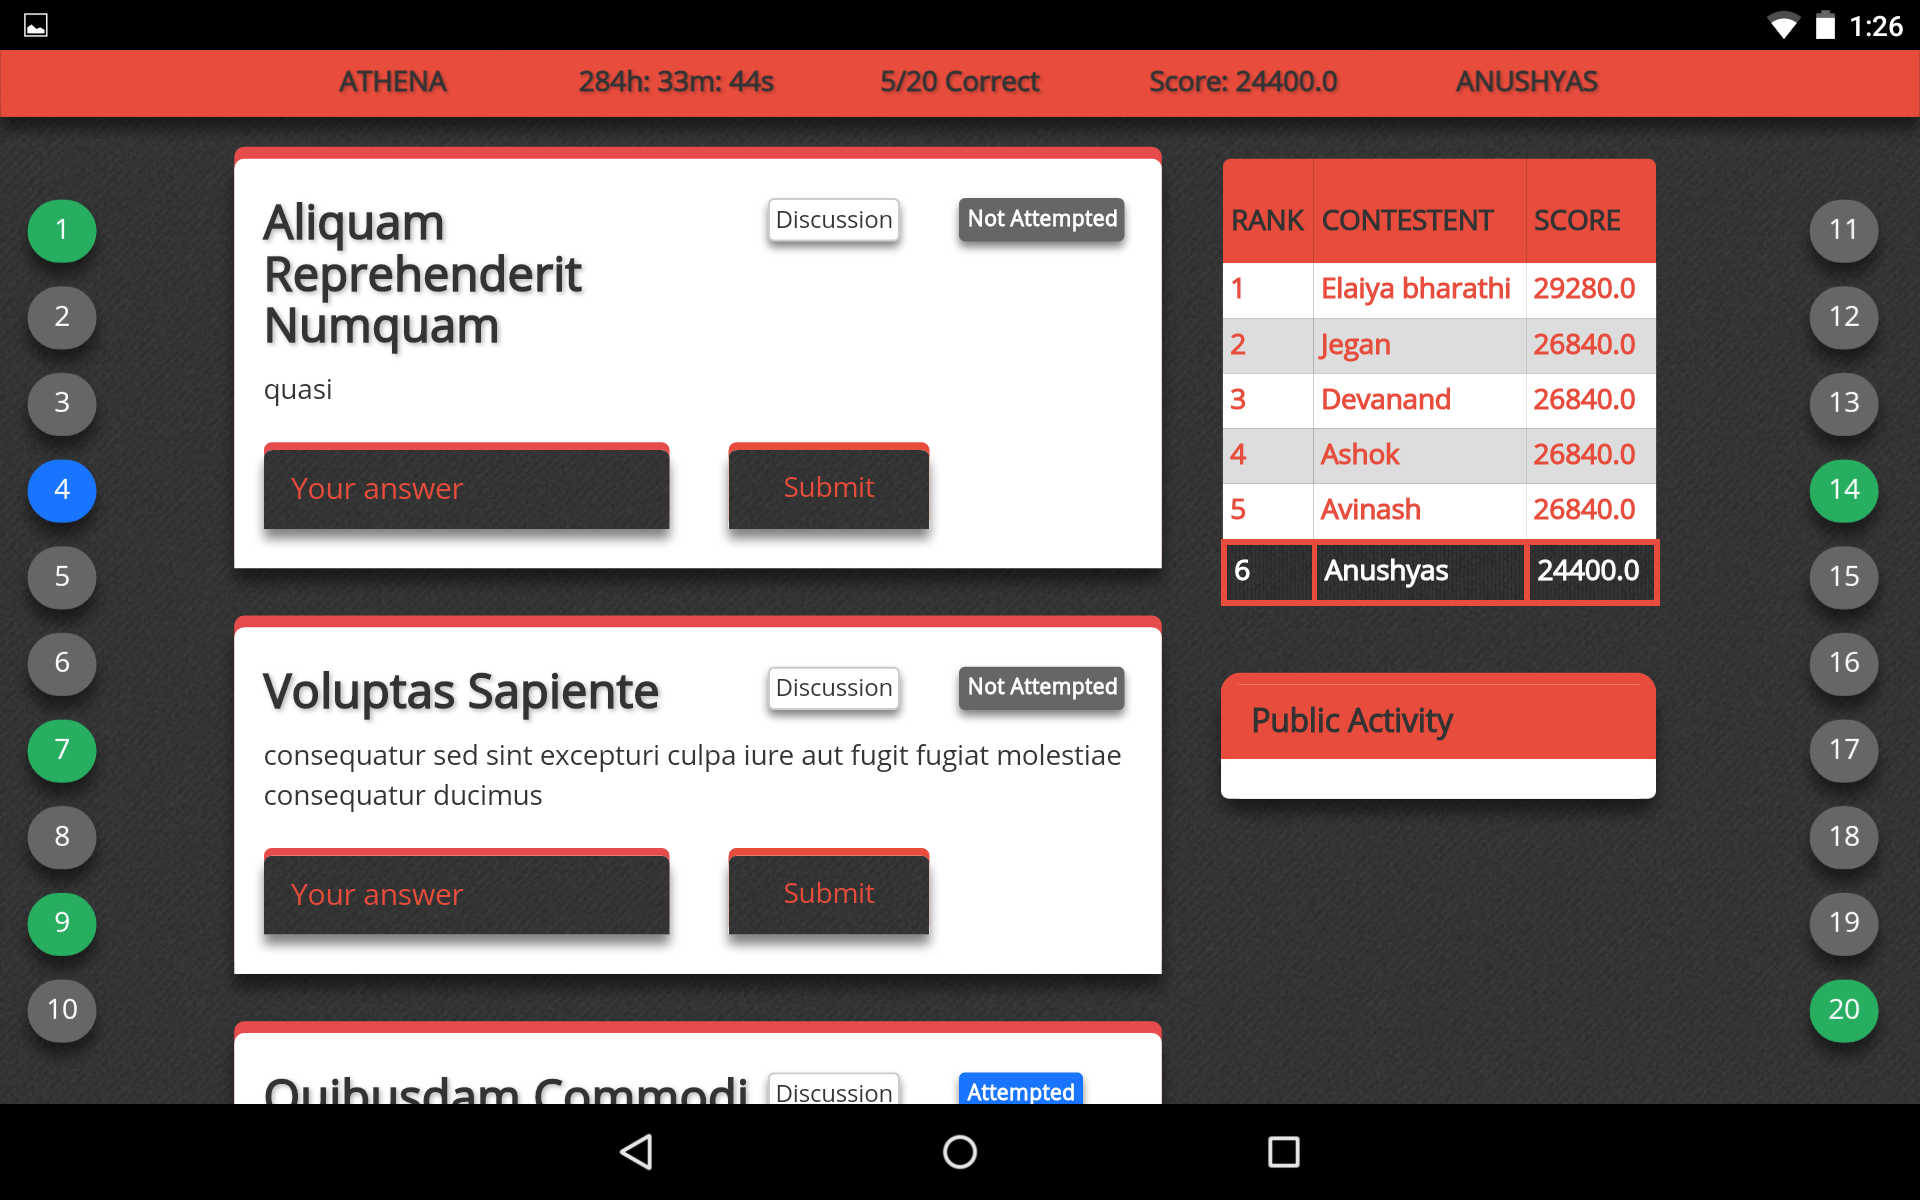 1:26
ATHENA 284h: 33m: 44s 5/20 Correct Score: 24400.0 ANUSHYAS
1
2
3
4
5
6
7
8
9
10
Aliquam
Reprehenderit
Numquam
Discussion
Not Attempted
quasi
Your answer
Submit
Voluptas Sapiente
Discussion
Not Attempted
consequatur sed sint excepturi culpa iure aut fugit fugiat molestiae
consequatur ducimus
Your answer
Submit
Quibusdam Commodi
Discussion
Attempted
RANK CONTESTENT SCORE
1 Elaiya bharathi 29280.0
2 Jegan 26840.0
3 Devanand 26840.0
4 Ashok 26840.0
5 Avinash 26840.0
6 Anushyas 24400.0
Public Activity
11
12
13
14
15
16
17
18
19
20